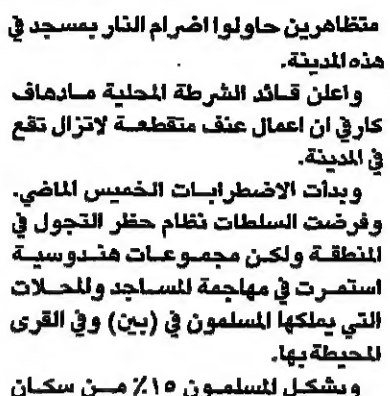 متظاهرين حاولوا اضرام النار بمسجد في
هذه المدينة.
واعلن قائد الشرطة المحلية مادهاف
كارفي ان اعمال عنف متقطعة لاتزال تقع
في المدينة.
وبدأت الاضطرابات الخميس الماضي.
وفرضت السلطات نظام حظر التجول في
المنطقة ولكن مجموعات هندوسية
استمرت في مهاجمة المساجد والمحلات
التي يملكها المسلمون في (بين) وفي القرى
المحيطة بها.
ويشكل المسلمون ١٥٪ من سكان